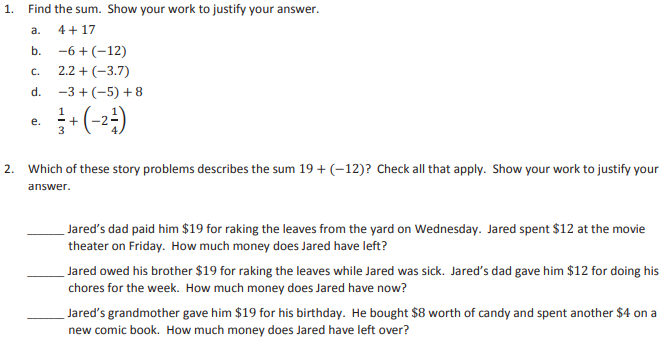 1. Find the sum. Show your work to justify your answer.
a. 4 + 17
b. −6 + (−12)
c. 2.2 + (−3.7)
d. −3 + (−5) + 8
e. 1/3 + (−2 1/4)
2. Which of these story problems describes the sum 19 + (−12)? Check all that apply. Show your work to justify your
answer.
______ Jared's dad paid him $19 for raking the leaves from the yard on Wednesday. Jared spent $12 at the movie
theater on Friday. How much money does Jared have left?
______ Jared owed his brother $19 for raking the leaves while Jared was sick. Jared's dad gave him $12 for doing his
chores for the week. How much money does Jared have now?
______ Jared's grandmother gave him $19 for his birthday. He bought $8 worth of candy and spent another $4 on a
new comic book. How much money does Jared have left over?